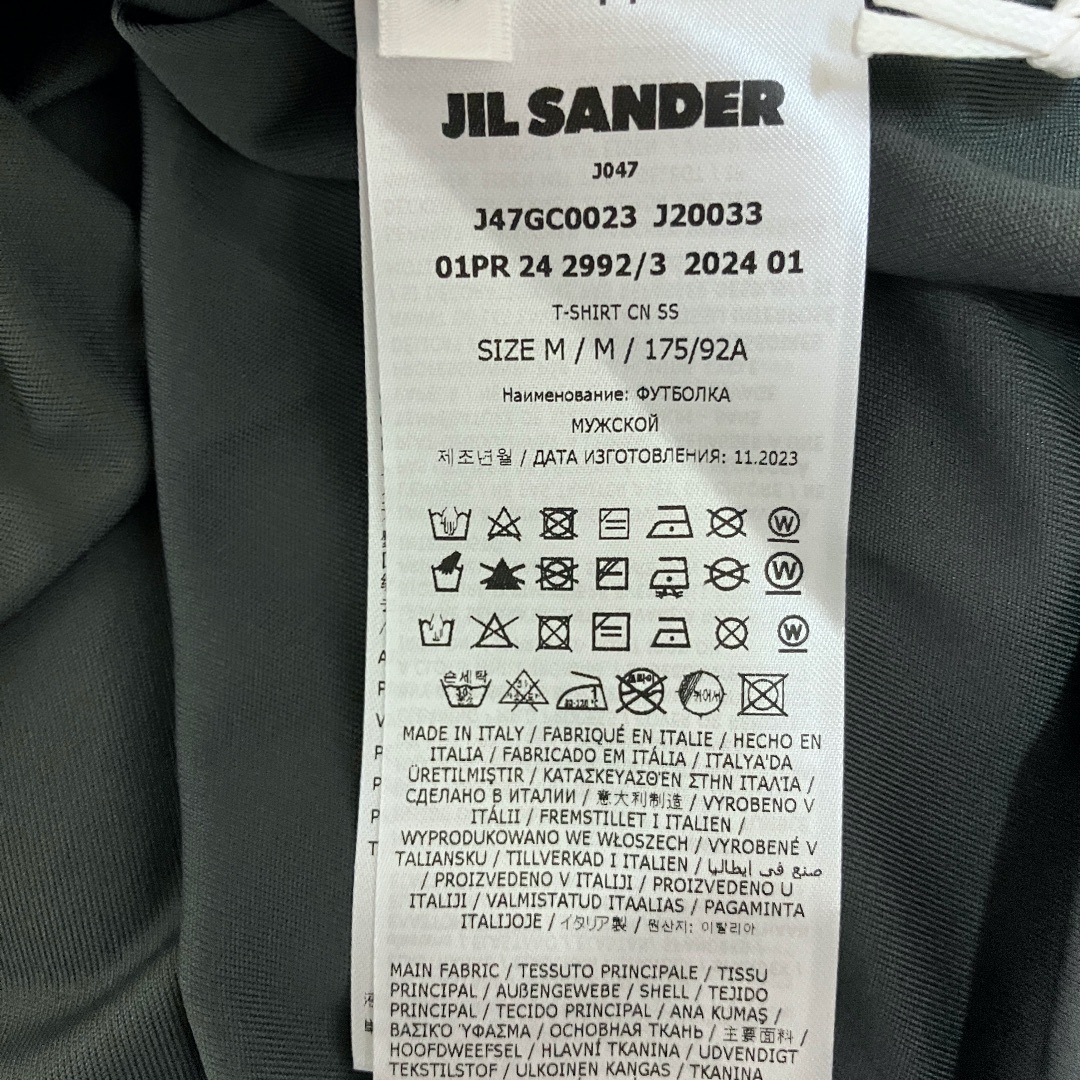 JIL SANDER
J047
J47GC0023 J20033
01PR 24 2992/3 2024 01
T-SHIRT CN SS
SIZE M / M / 175/92A
Наименование: ФУТБОЛКА
МУЖСКОЙ
제조년월 / ДАТА ИЗГОТОВЛЕНИЯ: 11.2023
W
W
W
손세탁
MADE IN ITALY / FABRIQUÉ EN ITALIE / HECHO EN
ITALIA / FABRICADO EM ITÁLIA / ITALYA'DA
ÜRETILMIŞTIR / ΚΑΤΑΣΚΕΥΑΣΘΈΝ ΣΤΗΝ ΙΤΑΛΊΑ /
СДЕЛАНО В ИТАЛИИ / 意大利制造 / VYROBENO V
ITÁLII / FREMSTILLET I ITALIEN /
WYPRODUKOWANO WE WŁOSZECH / VYROBENÉ V
TALIANSKU / TILLVERKAD I ITALIEN / صنع في ايطاليا
/ PROIZVEDENO V ITALIJI / PROIZVEDENO U
ITALIJI / VALMISTATUD ITAALIAS / PAGAMINTA
ITALIJOJE / イタリア製 / 원산지: 이탈리아
MAIN FABRIC / TESSUTO PRINCIPALE / TISSU
PRINCIPAL / AUßENGEWEBE / SHELL / TEJIDO
PRINCIPAL / TECIDO PRINCIPAL / ANA KUMAŞ /
ΒΑΣΙΚΌ ΎΦΑΣΜΑ / ОСНОВНАЯ ТКАНЬ / 主要面料 /
HOOFDWEEFSEL / HLAVNÍ TKANINA / UDVENDIGT
TEKSTILSTOF / ULKOINEN KANGAS / TKANINA